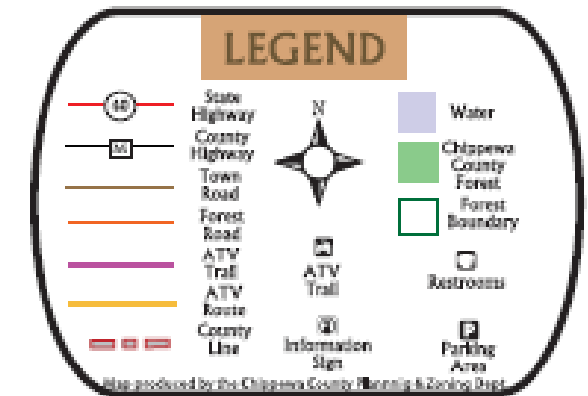 LEGEND
State
Highway
County
Highway
Town
Road
Forest
Road
ATV
Trail
ATV
Route
County
Line
N
ATV
Trail
Information
Sign
Water
Chippewa
County
Forest
Forest
Boundary
Restrooms
Parking
Area
Map produced by the Chippewa County Planning & Zoning Dept